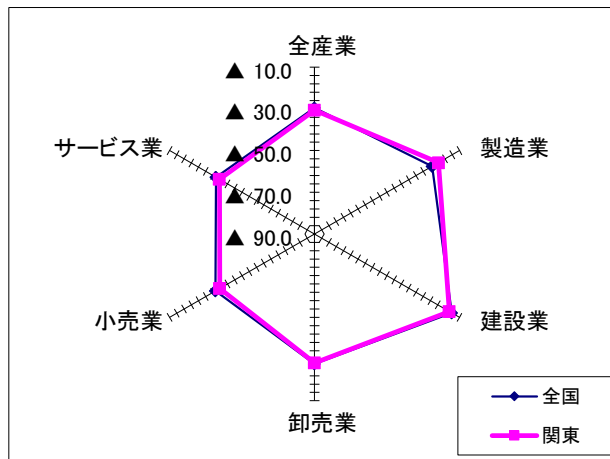 全産業
▲ 10.0
▲ 30.0
▲ 50.0
▲ 70.0
▲ 90.0
製造業
建設業
卸売業
小売業
サービス業
全国
関東